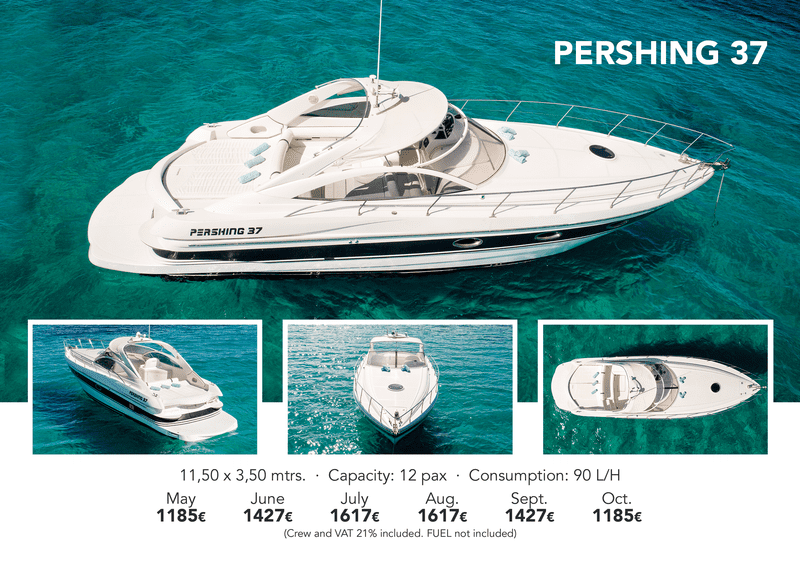 PERSHING 37
PERSHING 37
11,50 x 3,50 mtrs. · Capacity: 12 pax · Consumption: 90 L/H
May June July Aug. Sept. Oct.
1185€ 1427€ 1617€ 1617€ 1427€ 1185€
(Crew and VAT 21% included. FUEL not included)